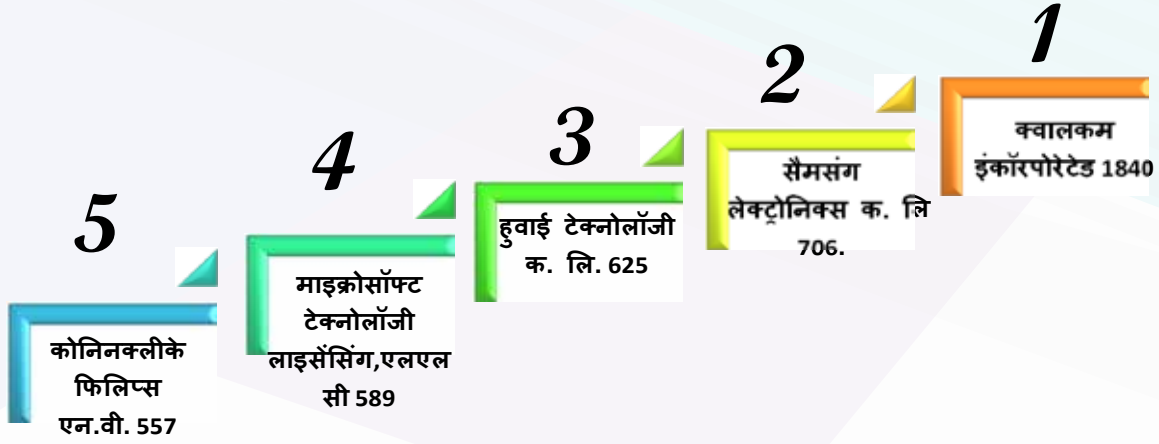 1
क्वालकम
इंकॉरपोरेटेड 1840
2
सैमसंग
लेक्ट्रोनिक्स क. लि
706.
3
हुवाई टेक्नोलॉजी
क. लि. 625
4
माइक्रोसॉफ्ट
टेक्नोलॉजी
लाइसेंसिंग,एलएल
सी 589
5
कोनिनक्लीके
फिलिप्स
एन.वी. 557